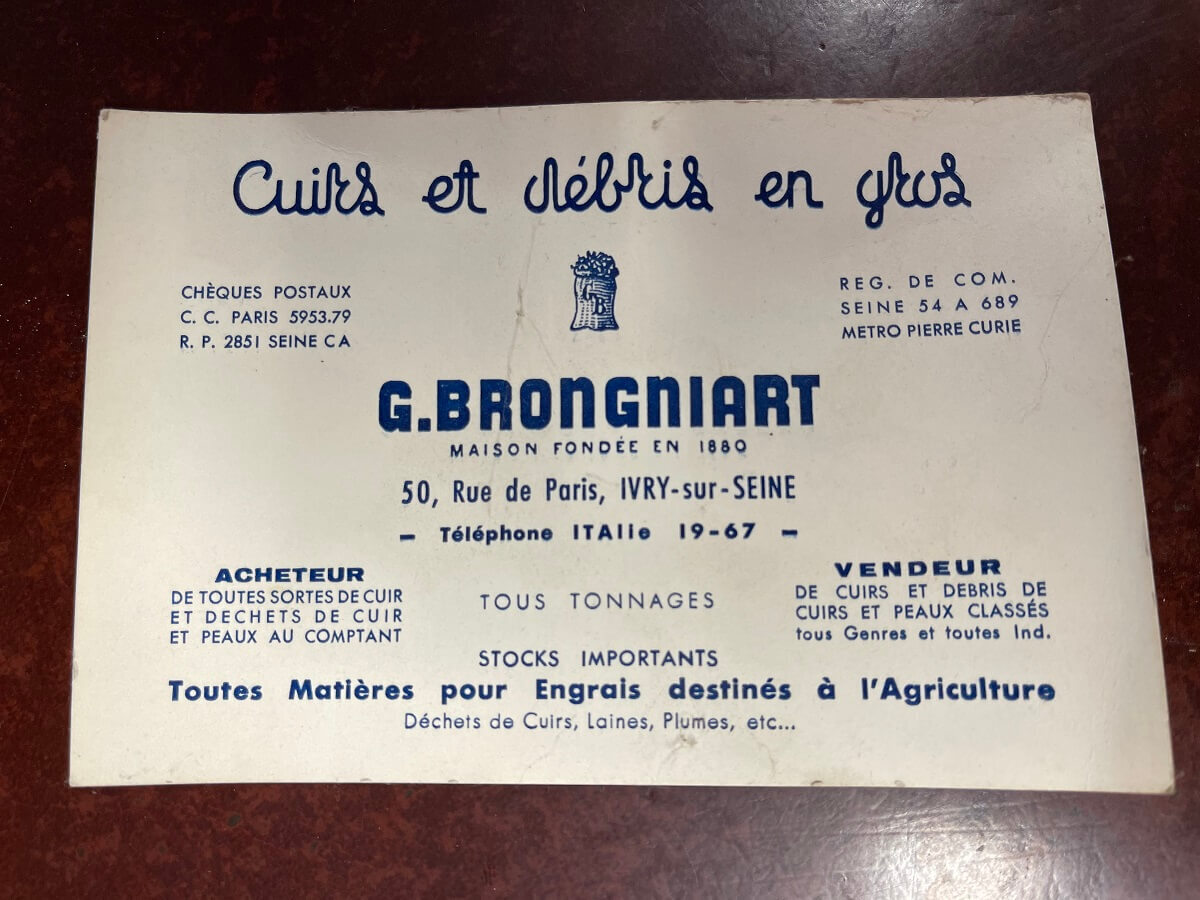 Cuirs et débris en gros
CHÈQUES POSTAUX
C. C. PARIS 5953.79
R. P. 2851 SEINE CA
GB
REG. DE COM.
SEINE 54 A 689
METRO PIERRE CURIE
G.BRONGNIART
MAISON FONDÉE EN 1880
50, Rue de Paris, IVRY-sur-SEINE
- Téléphone ITAlie 19-67 -
ACHETEUR
DE TOUTES SORTES DE CUIR
ET DECHETS DE CUIR
ET PEAUX AU COMPTANT
TOUS TONNAGES
VENDEUR
DE CUIRS ET DEBRIS DE
CUIRS ET PEAUX CLASSÉS
tous Genres et toutes Ind.
STOCKS IMPORTANTS
Toutes Matières pour Engrais destinés à l'Agriculture
Déchets de Cuirs, Laines, Plumes, etc...